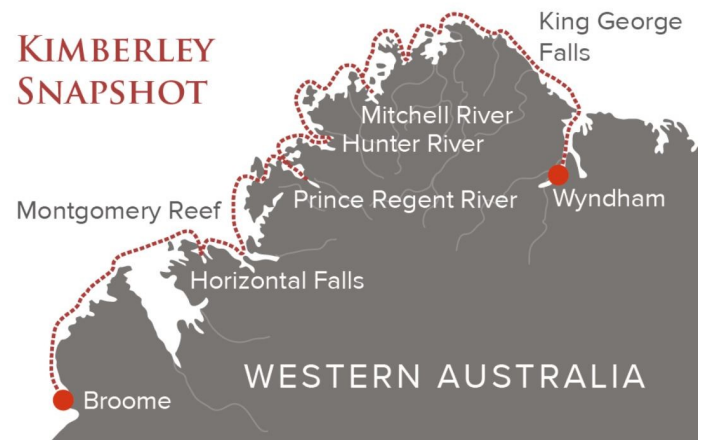 KIMBERLEY
SNAPSHOT
King George
Falls
Mitchell River
Hunter River
Prince Regent River
Wyndham
Montgomery Reef
Horizontal Falls
WESTERN AUSTRALIA
Broome